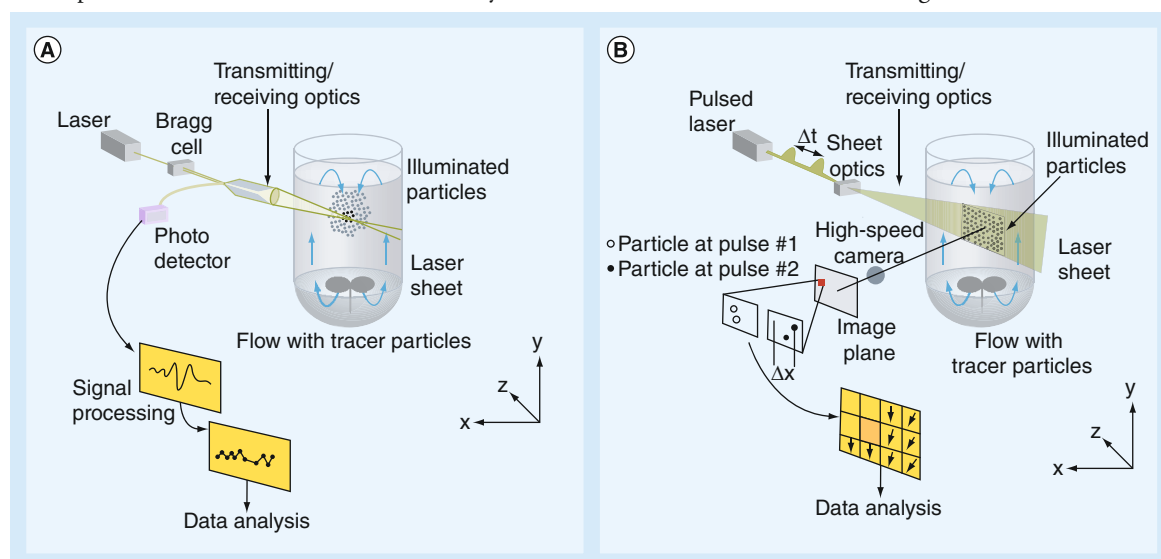 A
Transmitting/
receiving optics
Laser
Bragg
cell
Illuminated
particles
Photo
detector
Laser
sheet
Flow with tracer particles
Signal
processing
Data analysis
y
z
x
B
Transmitting/
receiving optics
Pulsed
laser
Δt
Sheet
optics
Illuminated
particles
High-speed
camera
Particle at pulse #1
Particle at pulse #2
Laser
sheet
Image
plane
Δx
Flow with
tracer particles
Data analysis
y
z
x